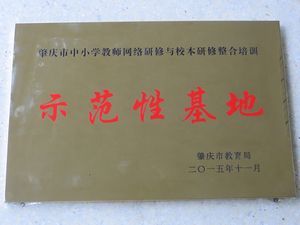 肇庆市中小学教师网络研修与校本研修整合培训
示范性基地
肇庆市教育局
二〇一五年十一月